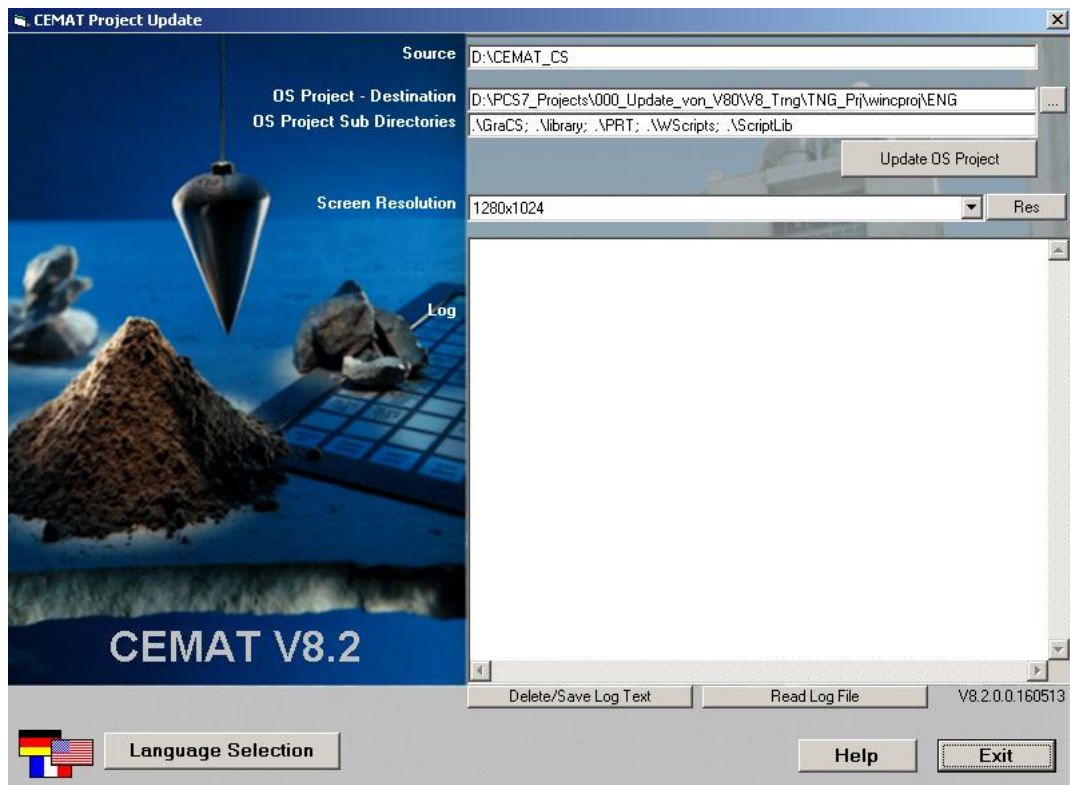 CEMAT Project Update
Source
D:\CEMAT_CS
OS Project - Destination
D:\PCS7_Projects\000_Update_von_V80\V8_Trng\TNG_Prj\wincproj\ENG
...
OS Project Sub Directories
.\GraCS; .\library; .\PRT; .\WScripts; .\ScriptLib
Update OS Project
Screen Resolution
1280x1024
Res
Log
CEMAT V8.2
Delete/Save Log Text
Read Log File
V8.2.0.0.160513
Language Selection
Help
Exit